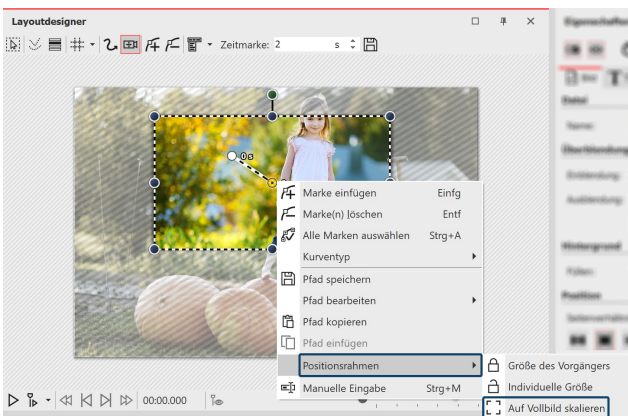 Layoutdesigner
Zeitmarke: 2 s
0 s
Marke einfügen Einfg
Marke(n) löschen Entf
Alle Marken auswählen Strg+A
Kurventyp
Pfad speichern
Pfad bearbeiten
Pfad kopieren
Pfad einfügen
Positionsrahmen
Größe des Vorgängers
Manuelle Eingabe Strg+M
Individuelle Größe
00:00.000
Auf Vollbild skalieren